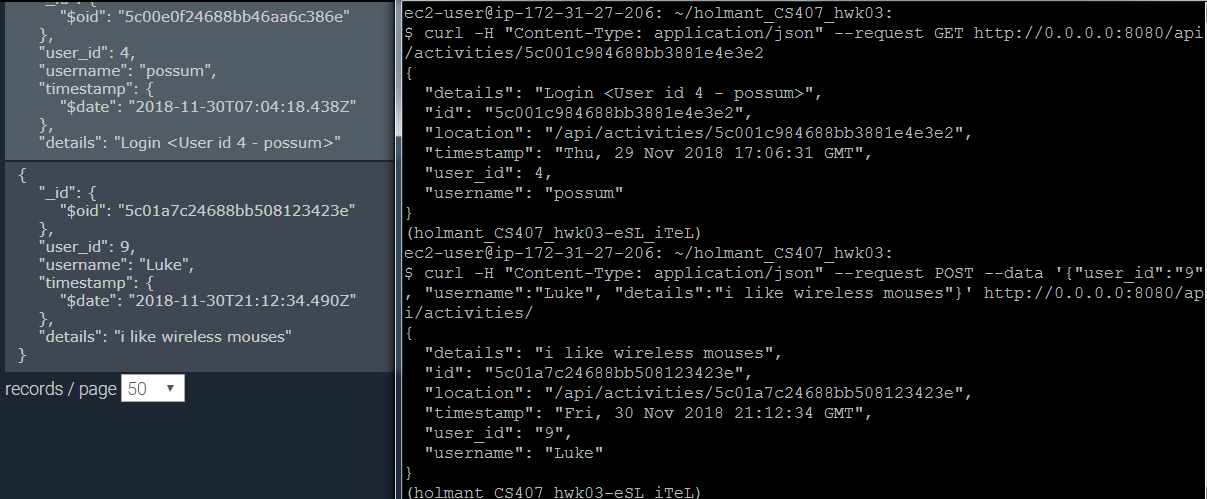 "_id": {
"$oid": "5c00e0f24688bb46aa6c386e"
},
"user_id": 4,
"username": "possum",
"timestamp": {
"$date": "2018-11-30T07:04:18.438Z"
},
"details": "Login <User id 4 - possum>"
{
"_id": {
"$oid": "5c01a7c24688bb508123423e"
},
"user_id": 9,
"username": "Luke",
"timestamp": {
"$date": "2018-11-30T21:12:34.490Z"
},
"details": "i like wireless mouses"
}
records / page 50
ec2-user@ip-172-31-27-206: ~/holmant_CS407_hwk03:
$ curl -H "Content-Type: application/json" --request GET http://0.0.0.0:8080/api
/activities/5c001c984688bb3881e4e3e2
{
"details": "Login <User id 4 - possum>",
"id": "5c001c984688bb3881e4e3e2",
"location": "/api/activities/5c001c984688bb3881e4e3e2",
"timestamp": "Thu, 29 Nov 2018 17:06:31 GMT",
"user_id": 4,
"username": "possum"
}
(holmant_CS407_hwk03-eSL_iTeL)
ec2-user@ip-172-31-27-206: ~/holmant_CS407_hwk03:
$ curl -H "Content-Type: application/json" --request POST --data '{"user_id":"9"
, "username":"Luke", "details":"i like wireless mouses"}' http://0.0.0.0:8080/ap
i/activities/
{
"details": "i like wireless mouses",
"id": "5c01a7c24688bb508123423e",
"location": "/api/activities/5c01a7c24688bb508123423e",
"timestamp": "Fri, 30 Nov 2018 21:12:34 GMT",
"user_id": "9",
"username": "Luke"
}
(holmant_CS407_hwk03-eSL_iTeL)